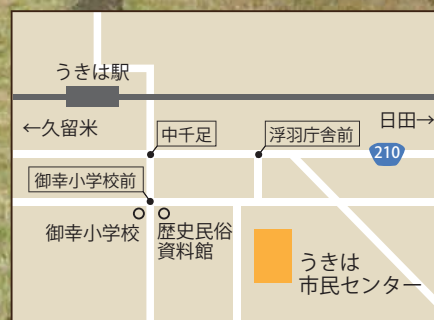 うきは駅
←久留米
日田→
中千足
浮羽庁舎前
210
御幸小学校前
御幸小学校
歴史民俗
資料館
うきは
市民センター